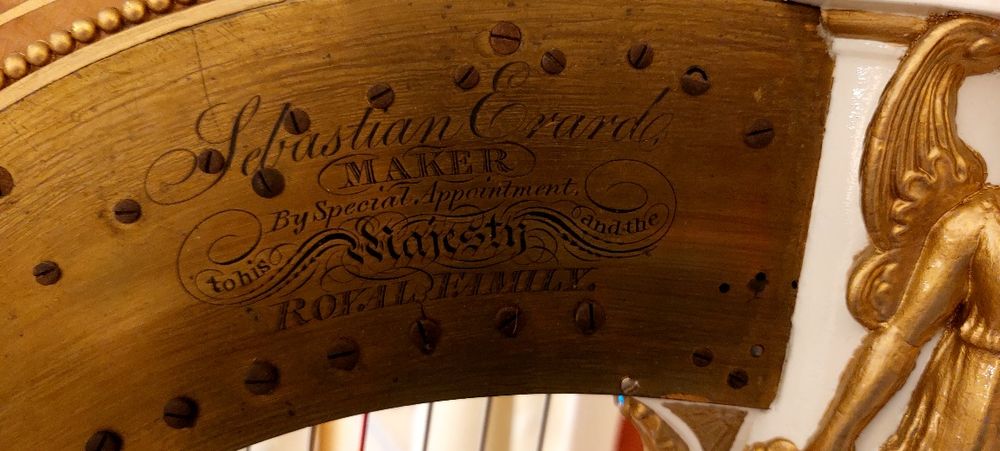 Sebastian Erard,
MAKER
By Special Appointment,
to his Majesty and the
ROYAL FAMILY.